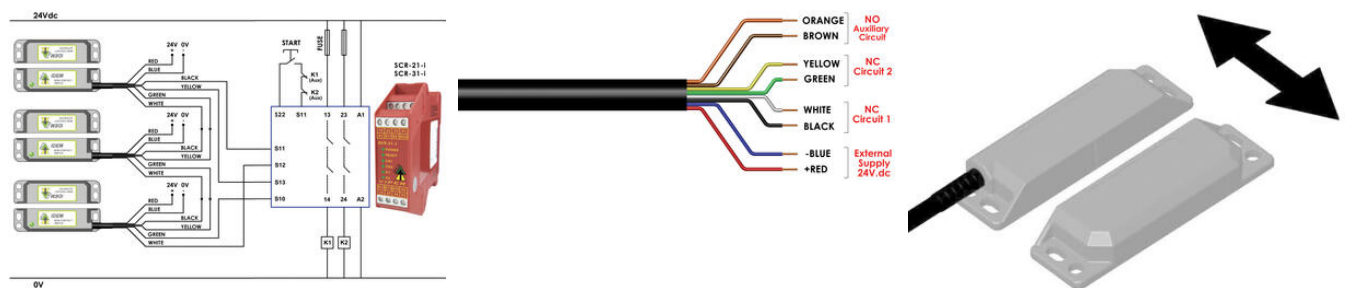 24Vdc
24V 0V
+ -
RED
BLUE
BLACK
YELLOW
GREEN
WHITE
24V 0V
+ -
RED
BLUE
BLACK
YELLOW
GREEN
WHITE
24V 0V
+ -
RED
BLUE
BLACK
YELLOW
GREEN
WHITE
IDEM
IDEM
IDEM
START
FUSE
K1
(Aux)
K2
(Aux)
SCR-21-i
SCR-31-i
S22 S11 13 23 A1
S11
S12
S13
S10
14 24 A2
K1 K2
0V
ORANGE
BROWN
NO
Auxiliary
Circuit
YELLOW
GREEN
NC
Circuit 2
WHITE
BLACK
NC
Circuit 1
-BLUE
+RED
External
Supply
24V.dc